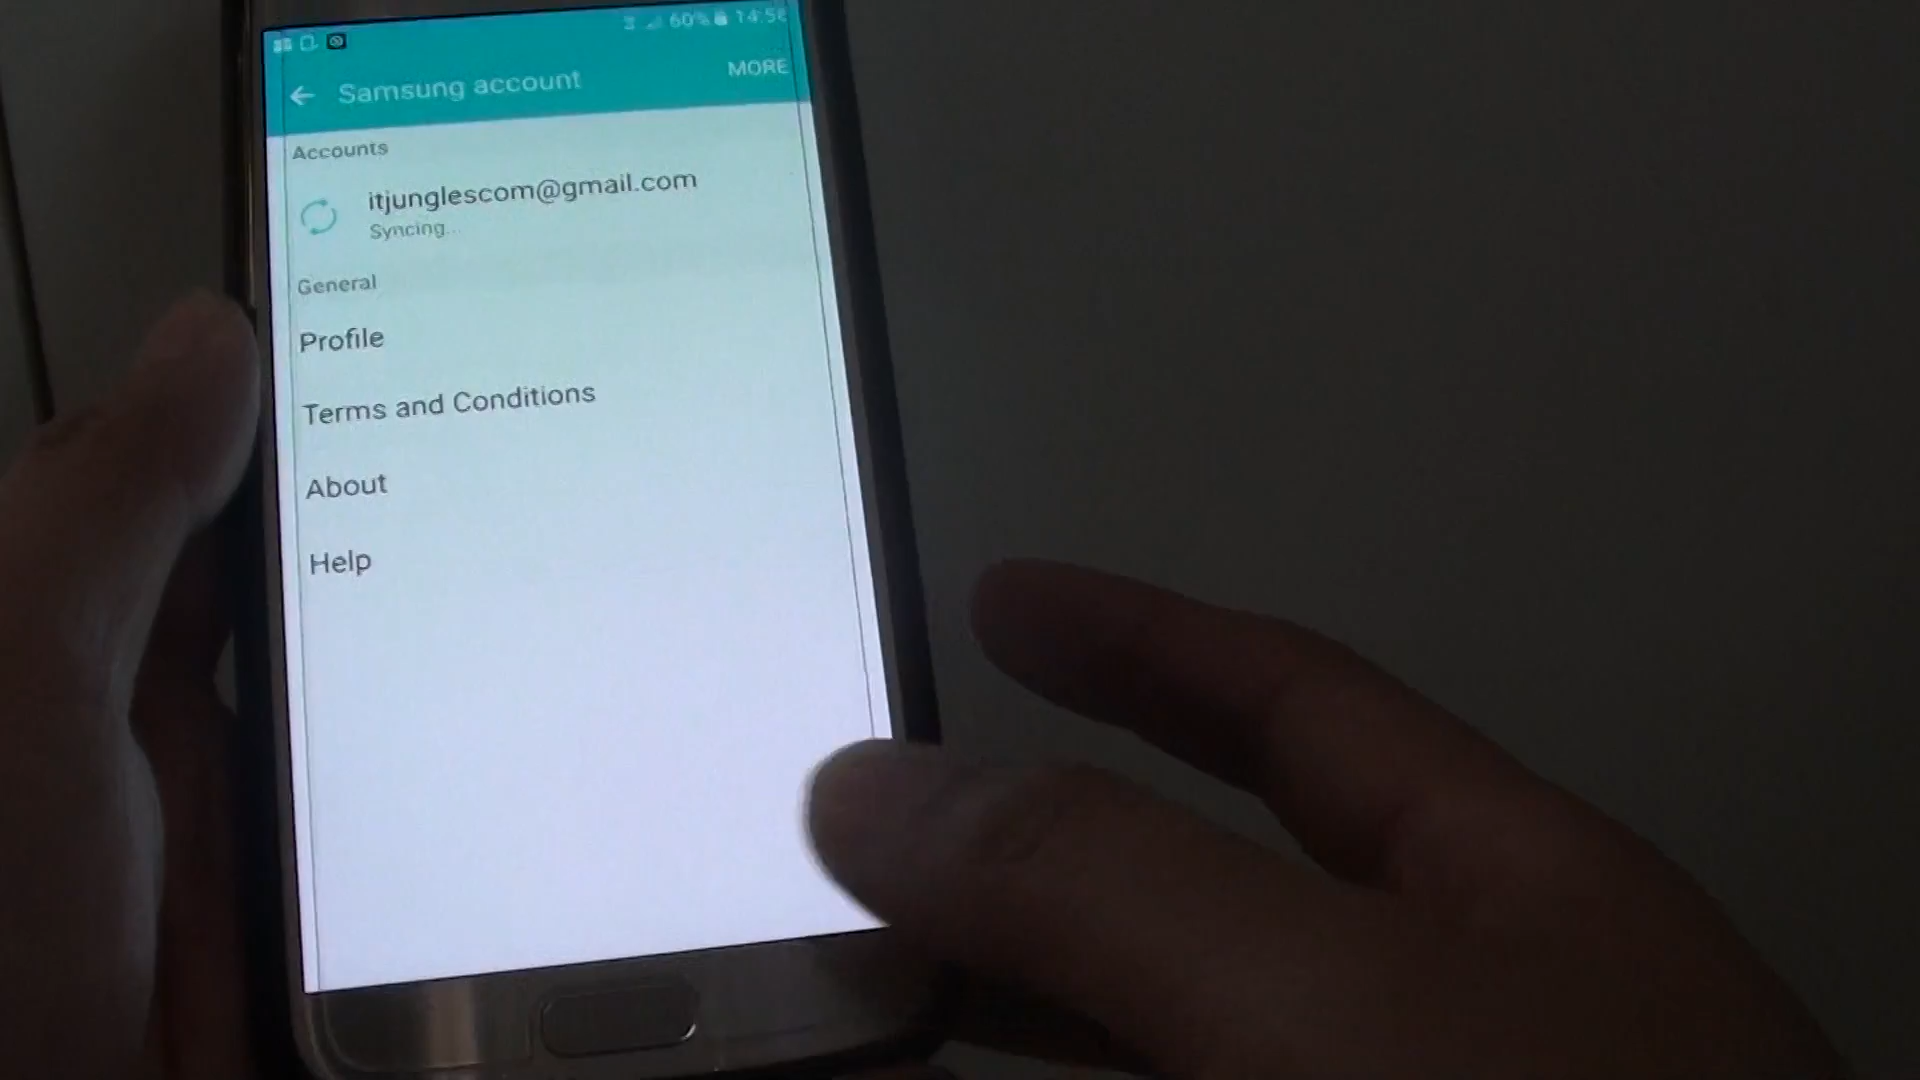 60% 14:58
Samsung account MORE
Accounts
itjunglescom@gmail.com
Syncing...
General
Profile
Terms and Conditions
About
Help